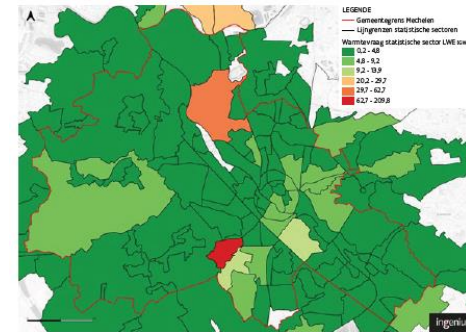 LEGENDE
Gemeentegrens Mechelen
Lijngrenzen statistische sectoren
Warmtevraag statistische sector LWE
0,2 - 4,8
4,8 - 9,2
9,2 - 13,9
20,2 - 29,7
29,7 - 62,7
62,7 - 209,8
ingenium